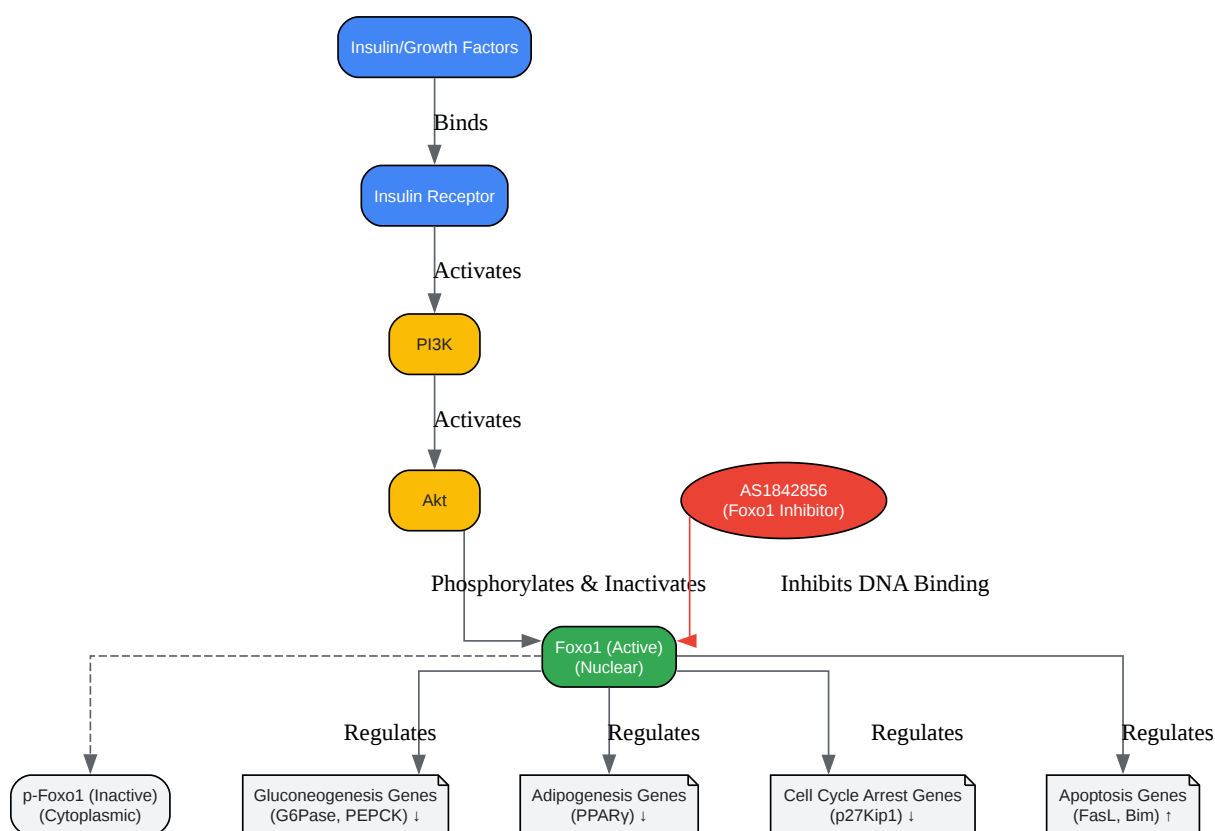 Insulin/Growth Factors
Binds
Insulin Receptor
Activates
PI3K
Activates
Akt
AS1842856
(Foxo1 Inhibitor)
Phosphorylates & Inactivates
Inhibits DNA Binding
Foxo1 (Active)
(Nuclear)
Regulates
Regulates
Regulates
Regulates
p-Foxo1 (Inactive)
(Cytoplasmic)
Gluconeogenesis Genes
(G6Pase, PEPCK) ↓
Adipogenesis Genes
(PPARγ) ↓
Cell Cycle Arrest Genes
(p27Kip1) ↓
Apoptosis Genes
(FasL, Bim) ↑